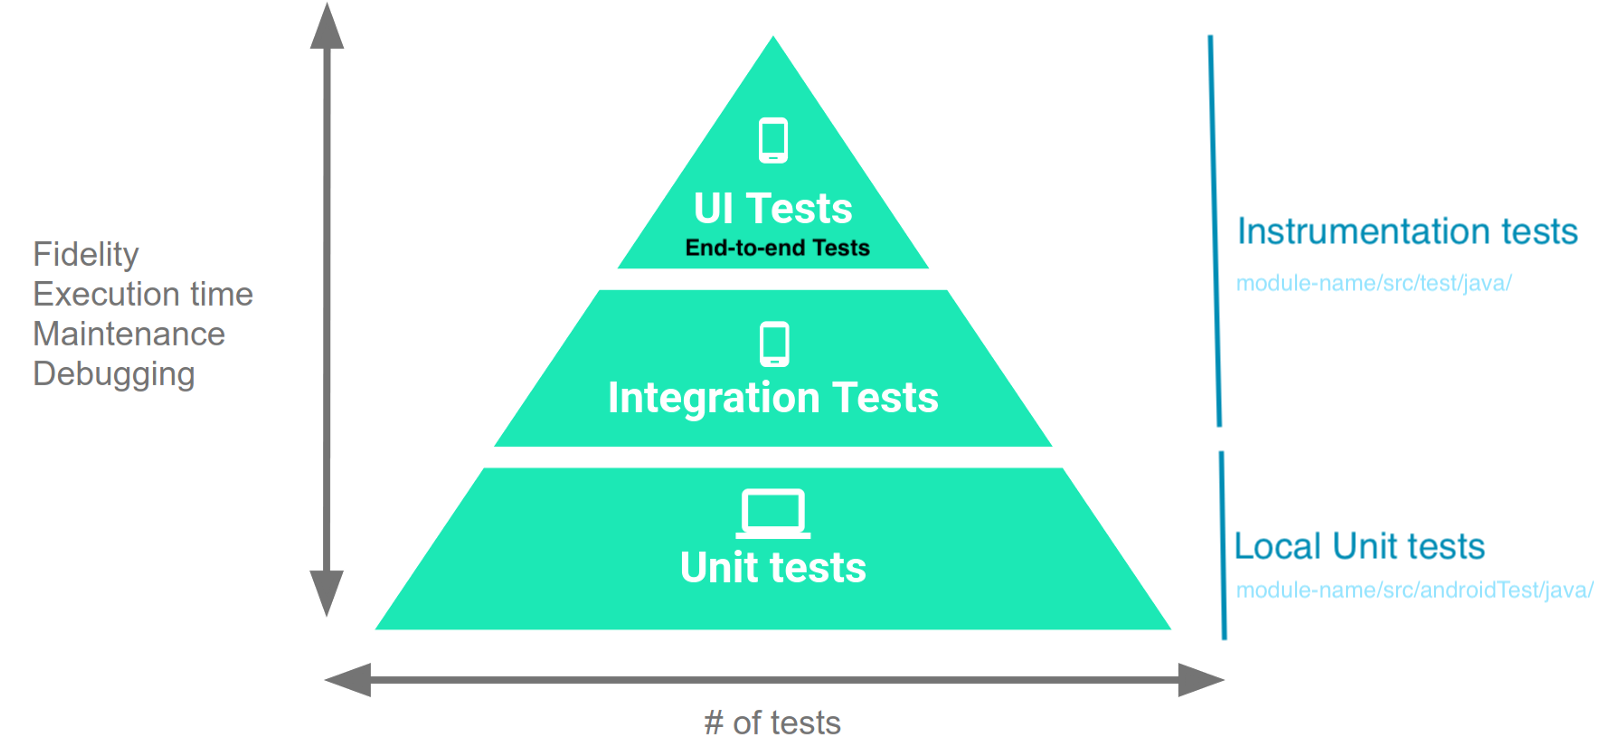 Fidelity
Execution time
Maintenance
Debugging
UI Tests
End-to-end Tests
Integration Tests
Unit tests
Instrumentation tests
module-name/src/test/java/
Local Unit tests
module-name/src/androidTest/java/
# of tests